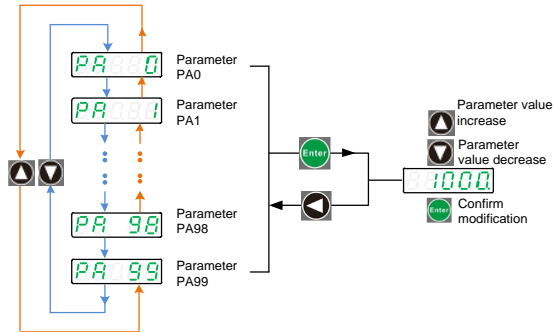 PA 0
Parameter
PA0
PA 1
Parameter
PA1
Enter
Parameter value
increase
Parameter
value decrease
1000.
Enter
Confirm
modification
PA 98
Parameter
PA98
PA 99
Parameter
PA99